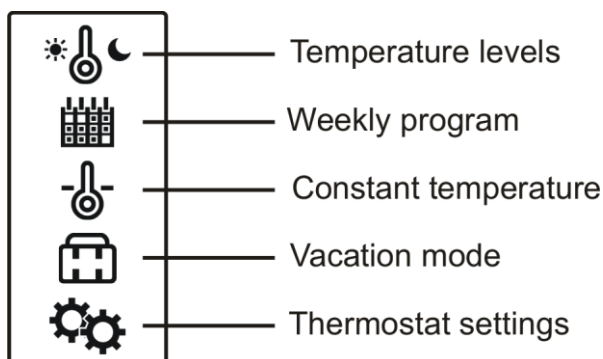 Temperature levels
Weekly program
Constant temperature
Vacation mode
Thermostat settings